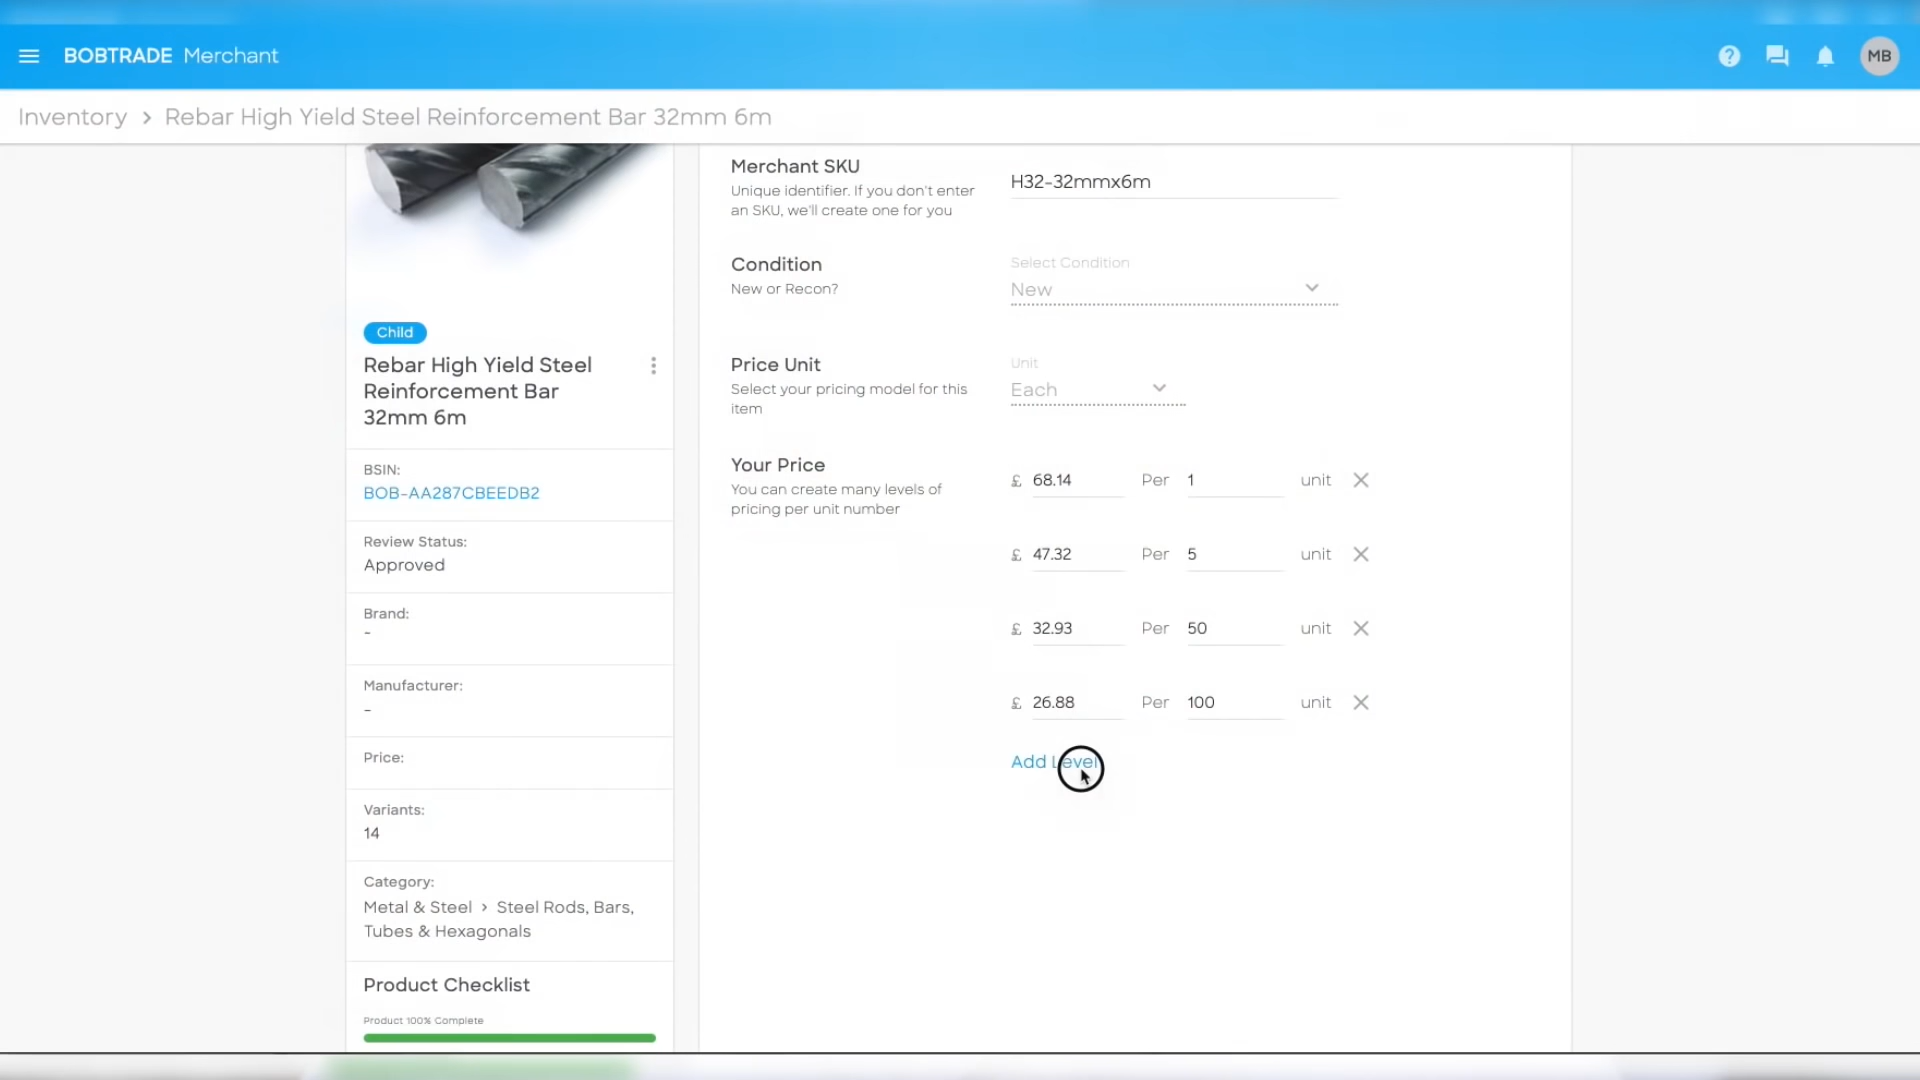 BOBTRADE Merchant
? MB
Inventory > Rebar High Yield Steel Reinforcement Bar 32mm 6m
Child
Rebar High Yield Steel
Reinforcement Bar
32mm 6m
BSIN:
BOB-AA287CBEEDB2
Review Status:
Approved
Brand:
-
Manufacturer:
-
Price:
Variants:
14
Category:
Metal & Steel > Steel Rods, Bars,
Tubes & Hexagonals
Product Checklist
Product 100% Complete
Merchant SKU
Unique identifier. If you don't enter
an SKU, we'll create one for you
H32-32mmx6m
Condition
New or Recon?
Select Condition
New
Price Unit
Select your pricing model for this
item
Unit
Each
Your Price
You can create many levels of
pricing per unit number
£ 68.14 Per 1 unit
£ 47.32 Per 5 unit
£ 32.93 Per 50 unit
£ 26.88 Per 100 unit
Add Level